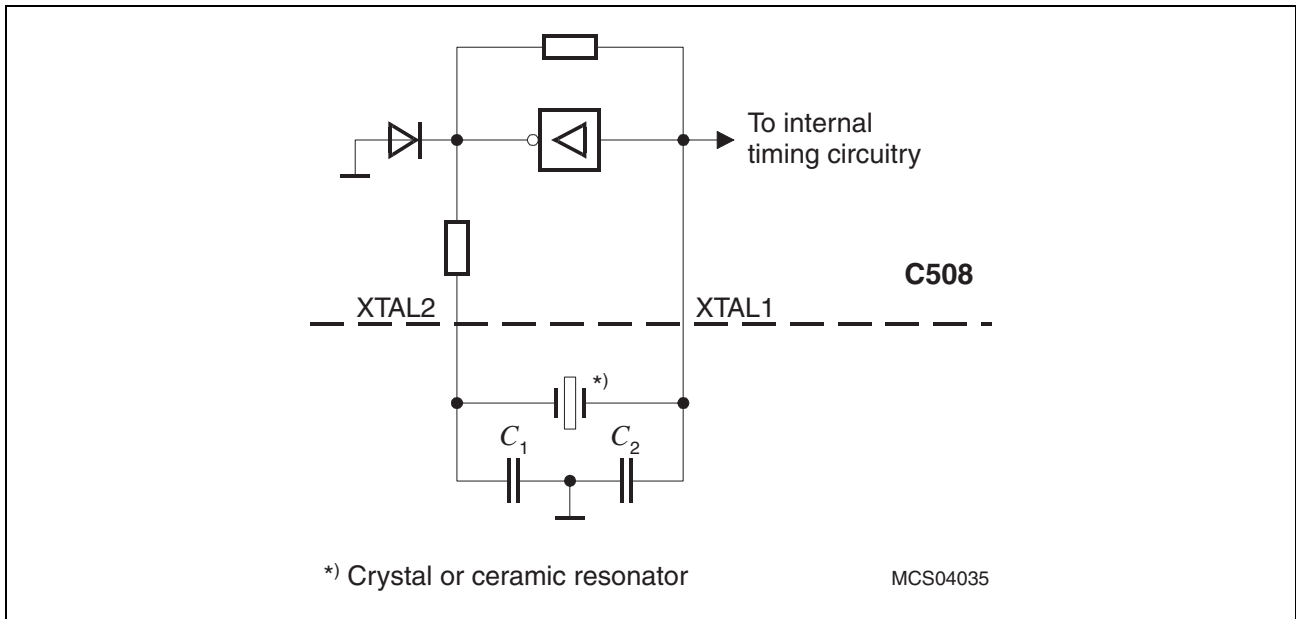 To internal
timing circuitry
C508
XTAL2
XTAL1
*)
C1
C2
*) Crystal or ceramic resonator
MCS04035